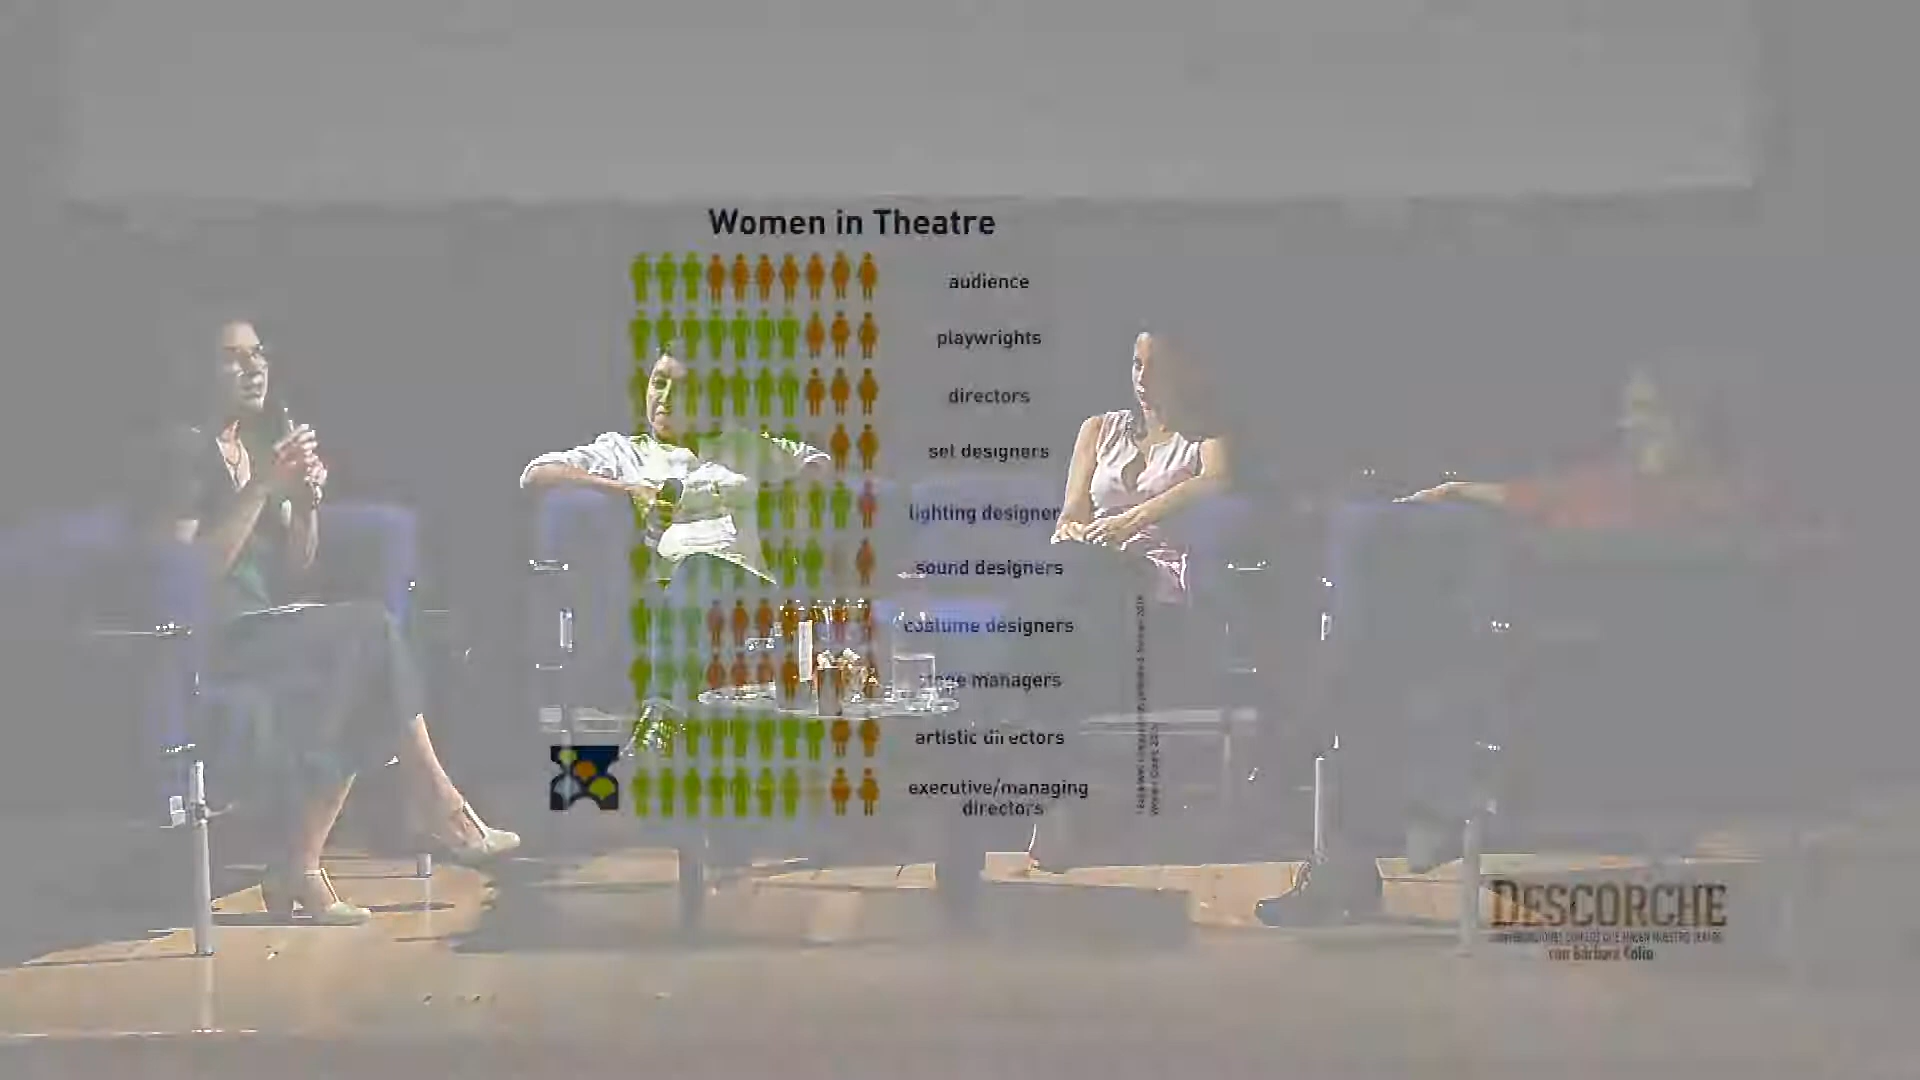 Women in Theatre
audience
playwrights
directors
set designers
lighting designer
sound designers
costume designers
stage managers
artistic directors
executive/managing
directors
DESCORCHE
con Bárbara Colio